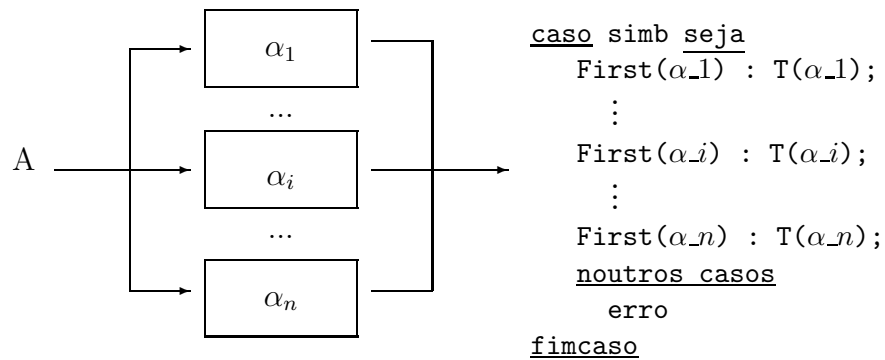 A
α1
...
αi
...
αn
caso simb seja
First(α_1) : T(α_1);
⋮
First(α_i) : T(α_i);
⋮
First(α_n) : T(α_n);
noutros casos
erro
fimcaso